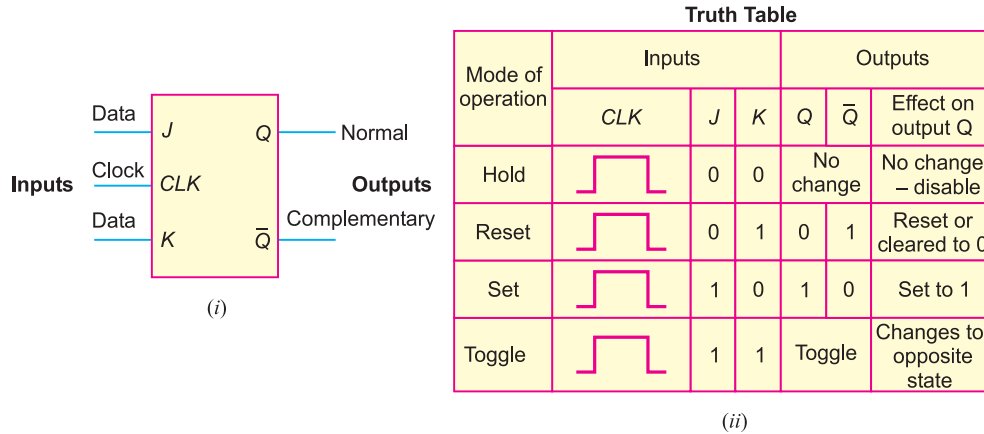 Truth Table
Data
J
Q
Normal
Clock
Inputs
CLK
Outputs
Data
K
Q̅
Complementary
(i)
Mode of operation
Inputs
Outputs
CLK
J
K
Q
Q̅
Effect on output Q
Hold
0
0
No change
No change – disable
Reset
0
1
0
1
Reset or cleared to 0
Set
1
0
1
0
Set to 1
Toggle
1
1
Toggle
Changes to opposite state
(ii)